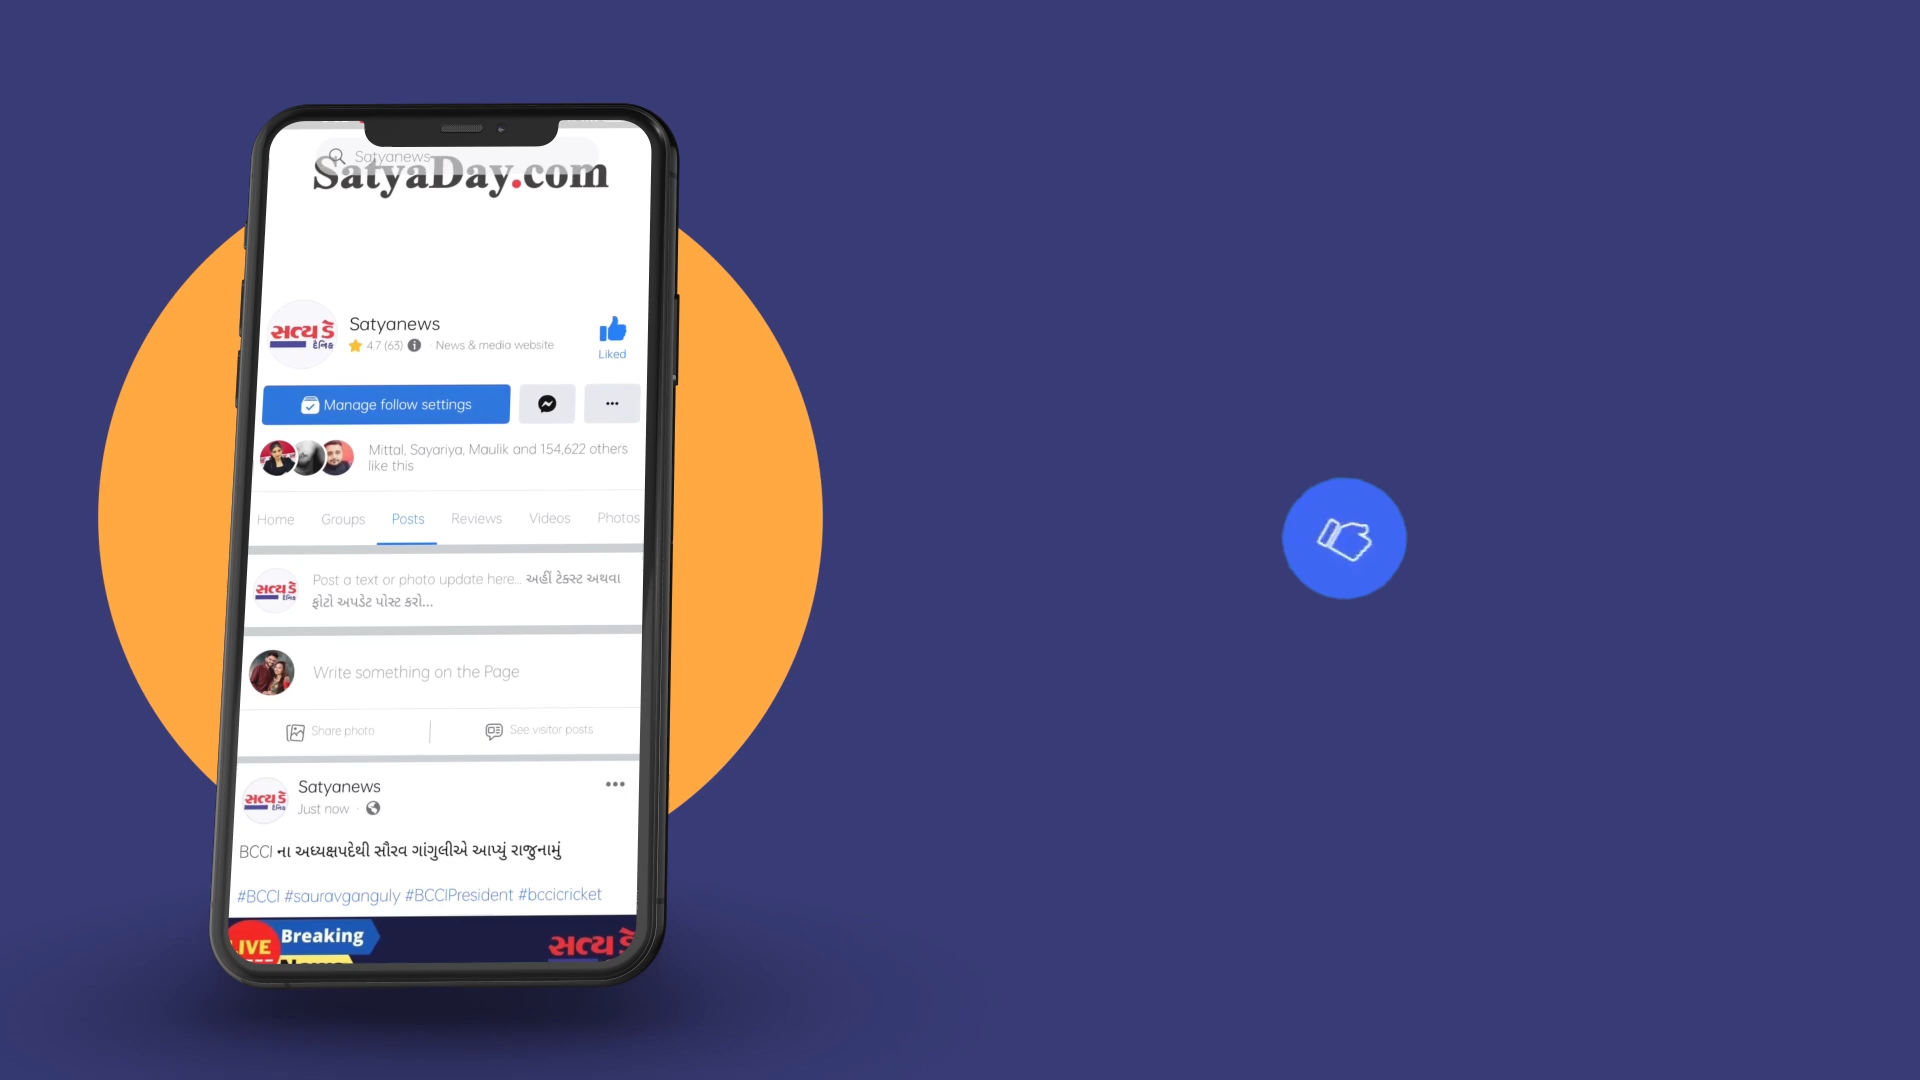 Satyanews
SatyaDay.com
સત્ય ડે
દૈનિક
Satyanews
4.7 (63) · News & media website
Liked
Manage follow settings
Mittal, Sayariya, Maulik and 154,622 others
like this
Home Groups Posts Reviews Videos Photos
સત્ય ડે
દૈનિક
Post a text or photo update here... અહીં ટેક્સ્ટ અથવા
ફોટો અપડેટ પોસ્ટ કરો...
Write something on the Page
Share photo
See visitor posts
સત્ય ડે
દૈનિક
Satyanews
Just now ·
BCCI ના અધ્યક્ષપદેથી સૌરવ ગાંગુલીએ આપ્યું રાજુનામું
#BCCI #sauravganguly #BCCIPresident #bccicricket
LIVE Breaking
News
સત્ય ડે